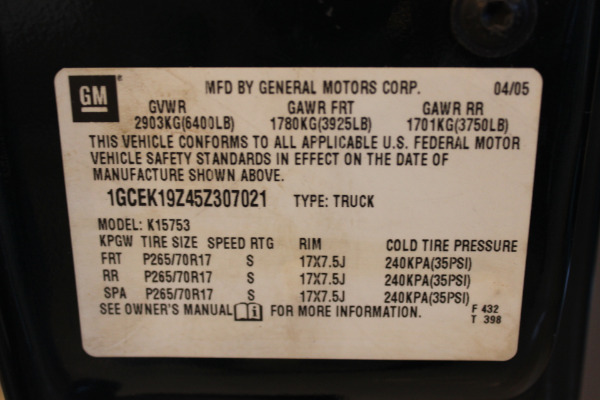 GM MFD BY GENERAL MOTORS CORP. 04/05
GVWR GAWR FRT GAWR RR
2903KG(6400LB) 1780KG(3925LB) 1701KG(3750LB)
THIS VEHICLE CONFORMS TO ALL APPLICABLE U.S. FEDERAL MOTOR
VEHICLE SAFETY STANDARDS IN EFFECT ON THE DATE OF
MANUFACTURE SHOWN ABOVE.
1GCEK19Z45Z307021 TYPE: TRUCK
MODEL: K15753
KPGW TIRE SIZE SPEED RTG RIM COLD TIRE PRESSURE
FRT P265/70R17 S 17X7.5J 240KPA(35PSI)
RR P265/70R17 S 17X7.5J 240KPA(35PSI)
SPA P265/70R17 S 17X7.5J 240KPA(35PSI)
SEE OWNER'S MANUAL i FOR MORE INFORMATION. F 432
T 398